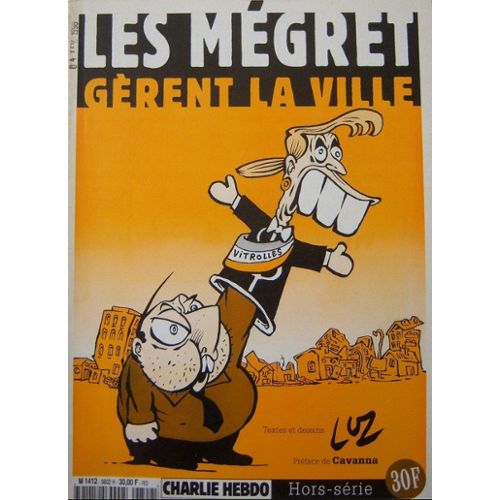 LES MÉGRET
GÈRENT LA VILLE
VITROLLES
Textes et dessins
LUZ
Préface de Cavanna
30F
CHARLIE HEBDO
Hors-série